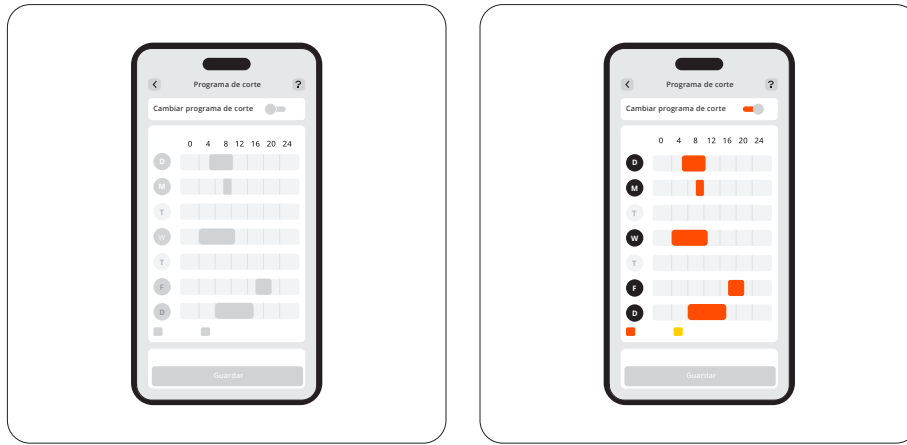 Programa de corte ?
Cambiar programa de corte
0 4 8 12 16 20 24
D
M
T
W
T
F
D
Guardar
Programa de corte ?
Cambiar programa de corte
0 4 8 12 16 20 24
D
M
T
W
T
F
D
Guardar